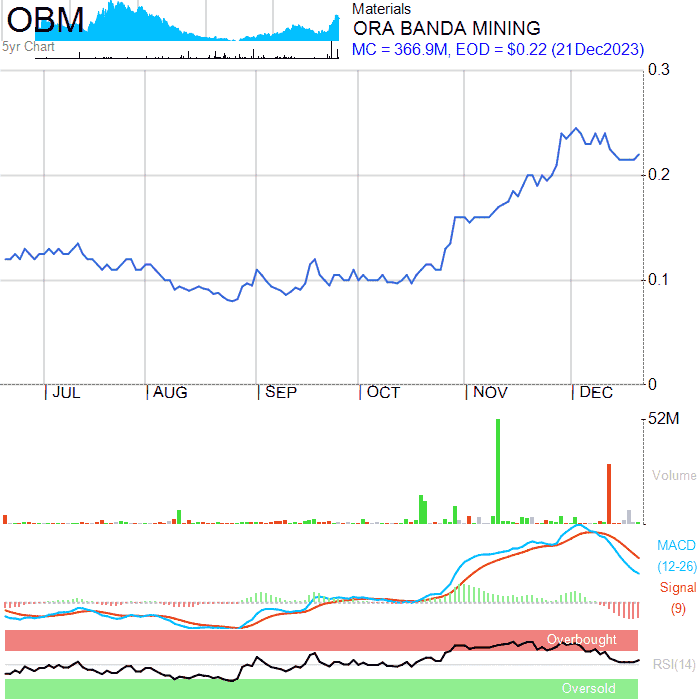 OBM
5yr Chart
Materials
ORA BANDA MINING
MC = 366.9M, EOD = $0.22 (21Dec2023)
0.3
0.2
0.1
0
JUL AUG SEP OCT NOV DEC
52M
Volume
MACD
(12-26)
Signal
(9)
Overbought
RSI(14)
Oversold